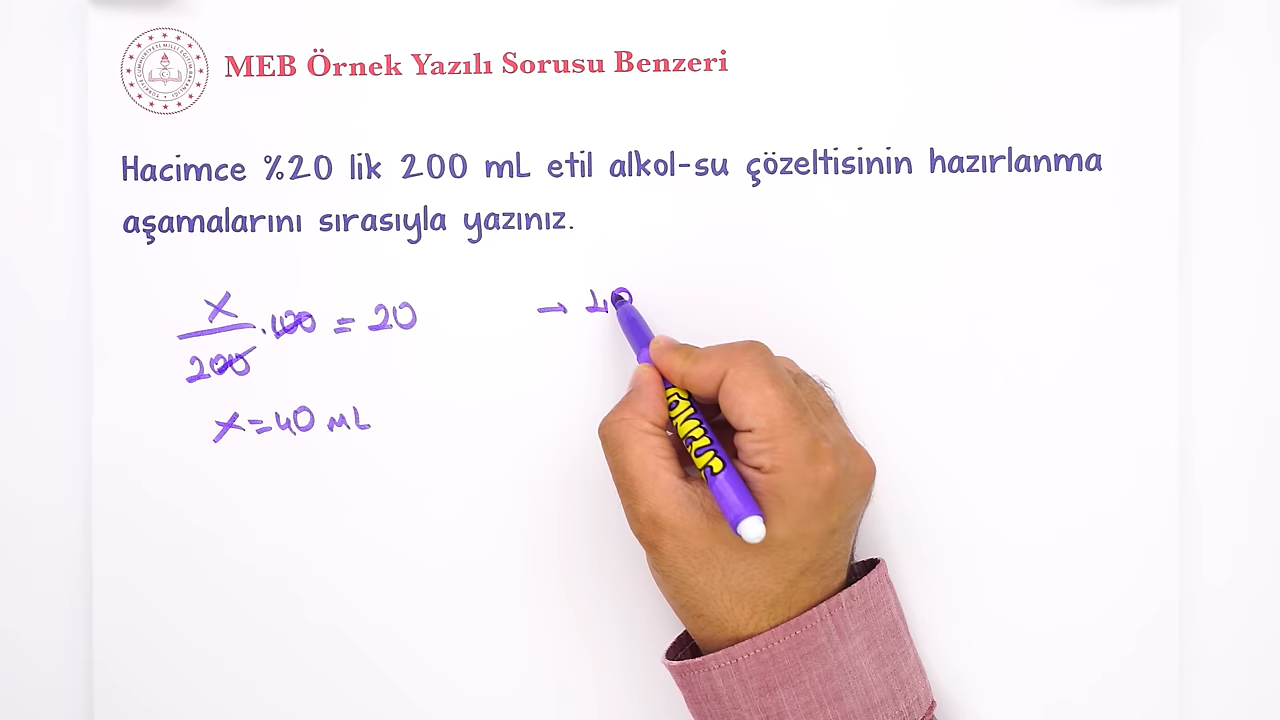 MEB Örnek Yazılı Sorusu Benzeri
Hacimce %20 lik 200 mL etil alkol-su çözeltisinin hazırlanma
aşamalarını sırasıyla yazınız.
x/200 . 100 = 20
→ 40
x = 40 mL